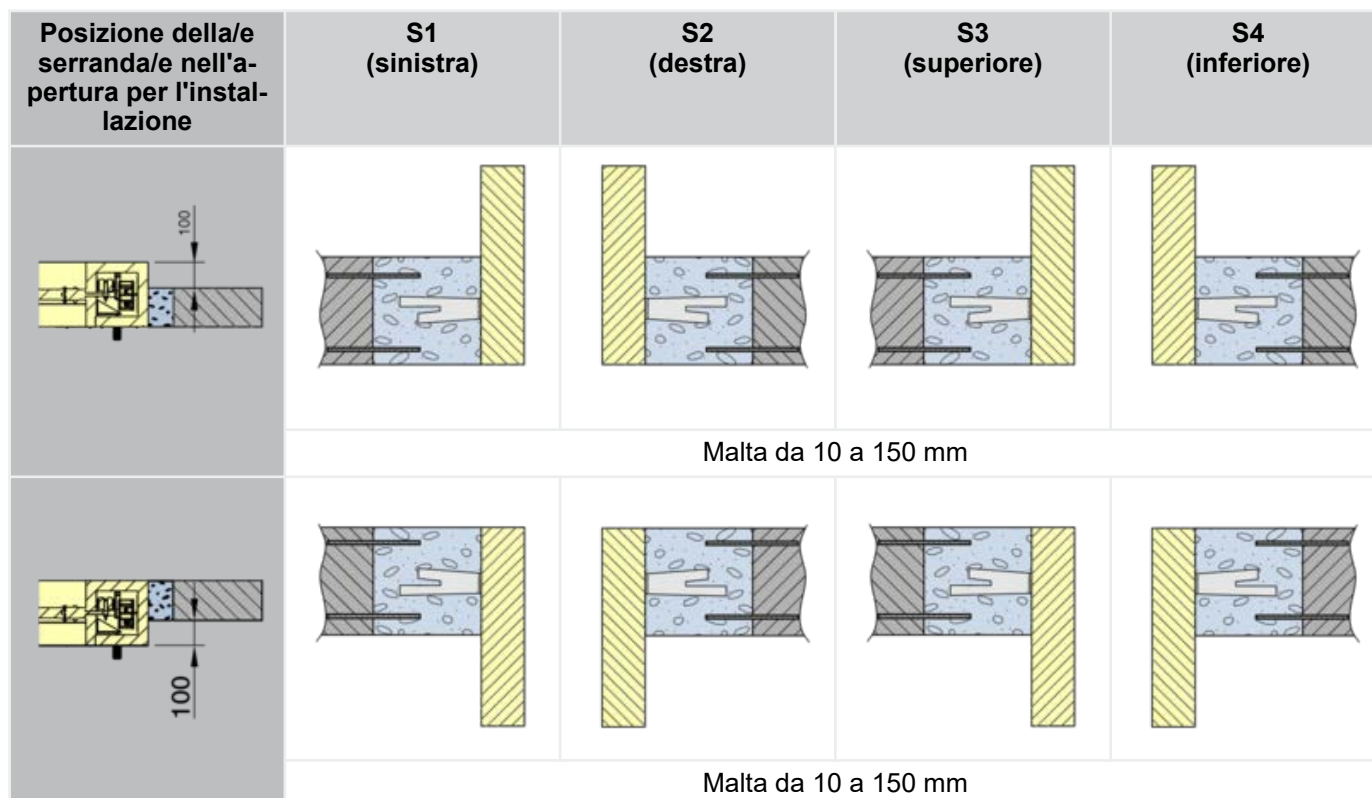 Posizione della/e
serranda/e nell'a-
pertura per l'instal-
lazione
S1
(sinistra)
S2
(destra)
S3
(superiore)
S4
(inferiore)
100
Malta da 10 a 150 mm
100
Malta da 10 a 150 mm